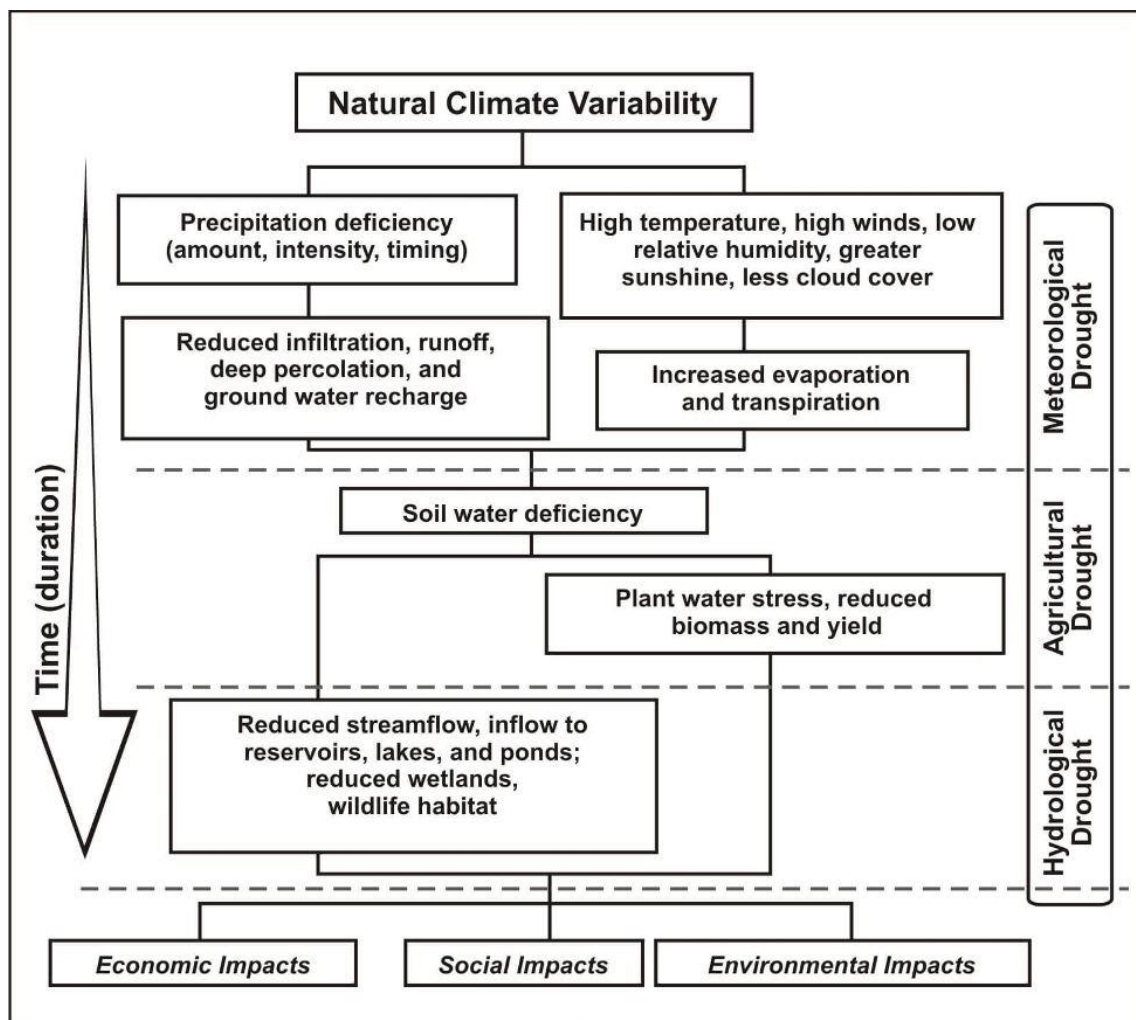 Natural Climate Variability
Precipitation deficiency
(amount, intensity, timing)
High temperature, high winds, low
relative humidity, greater
sunshine, less cloud cover
Reduced infiltration, runoff,
deep percolation, and
ground water recharge
Increased evaporation
and transpiration
Meteorological
Drought
Soil water deficiency
Plant water stress, reduced
biomass and yield
Agricultural
Drought
Time (duration)
Reduced streamflow, inflow to
reservoirs, lakes, and ponds;
reduced wetlands,
wildlife habitat
Hydrological
Drought
Economic Impacts
Social Impacts
Environmental Impacts